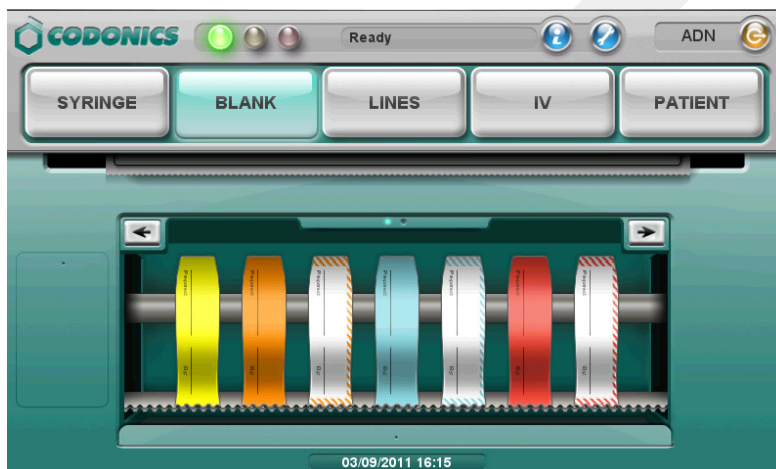 CODONICS Ready ADN
SYRINGE BLANK LINES IV PATIENT
03/09/2011 16:15